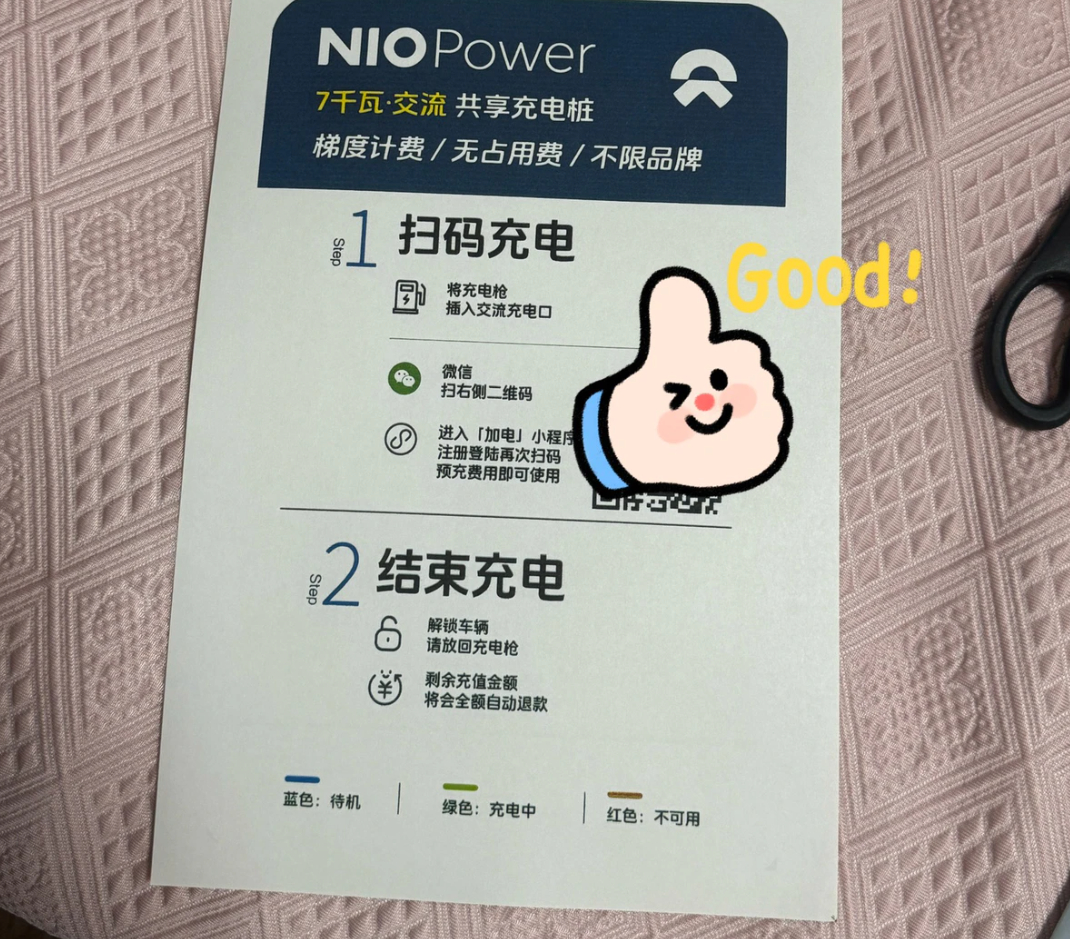 NIO Power
7千瓦·交流 共享充电桩
梯度计费 / 无占用费 / 不限品牌
Step 1 扫码充电
将充电枪
插入交流充电口
Good!
微信
扫右侧二维码
进入「加电」小程序
注册登陆再次扫码
预充费用即可使用
Step 2 结束充电
解锁车辆
请放回充电枪
剩余充值金额
将会全额自动退款
蓝色：待机
绿色：充电中
红色：不可用